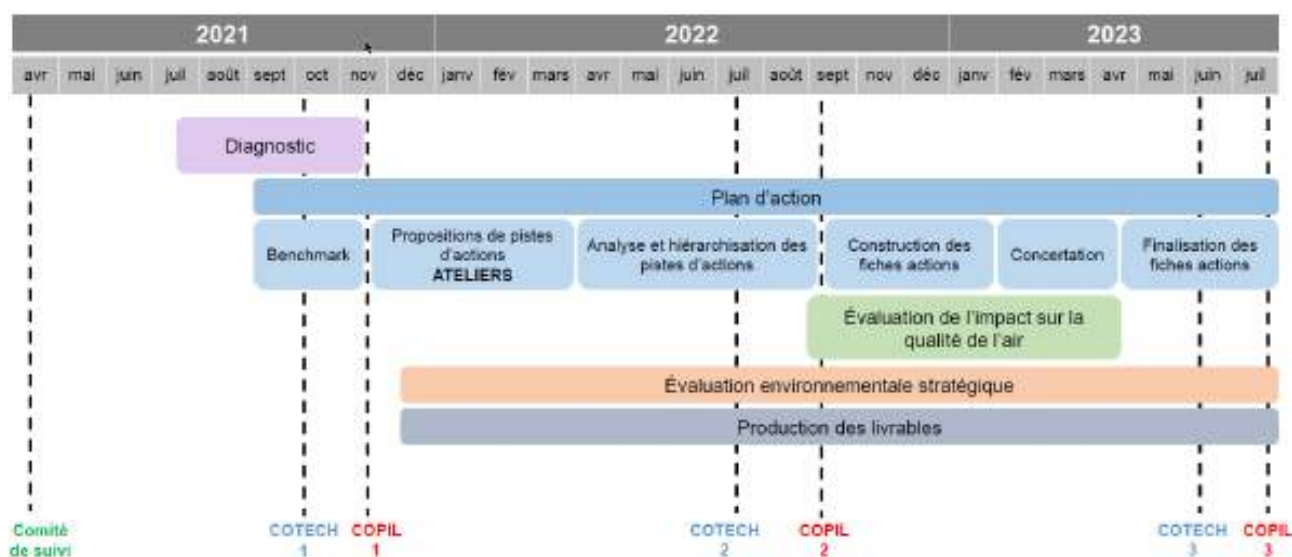 2021 2022 2023
avr mai juin juil août sept oct nov déc janv fév mars avr mai juin juil août sept nov déc janv fév mars avr mai juin juil
Diagnostic
Plan d'action
Benchmark
Propositions de pistes
d'actions
ATELIERS
Analyse et hiérarchisation des
pistes d'actions
Construction des
fiches actions
Concertation
Finalisation des
fiches actions
Évaluation de l'impact sur la
qualité de l'air
Évaluation environnementale stratégique
Production des livrables
Comité
de suivi
COTECH
1
COPIL
1
COTECH
2
COPIL
2
COTECH
3
COPIL
3